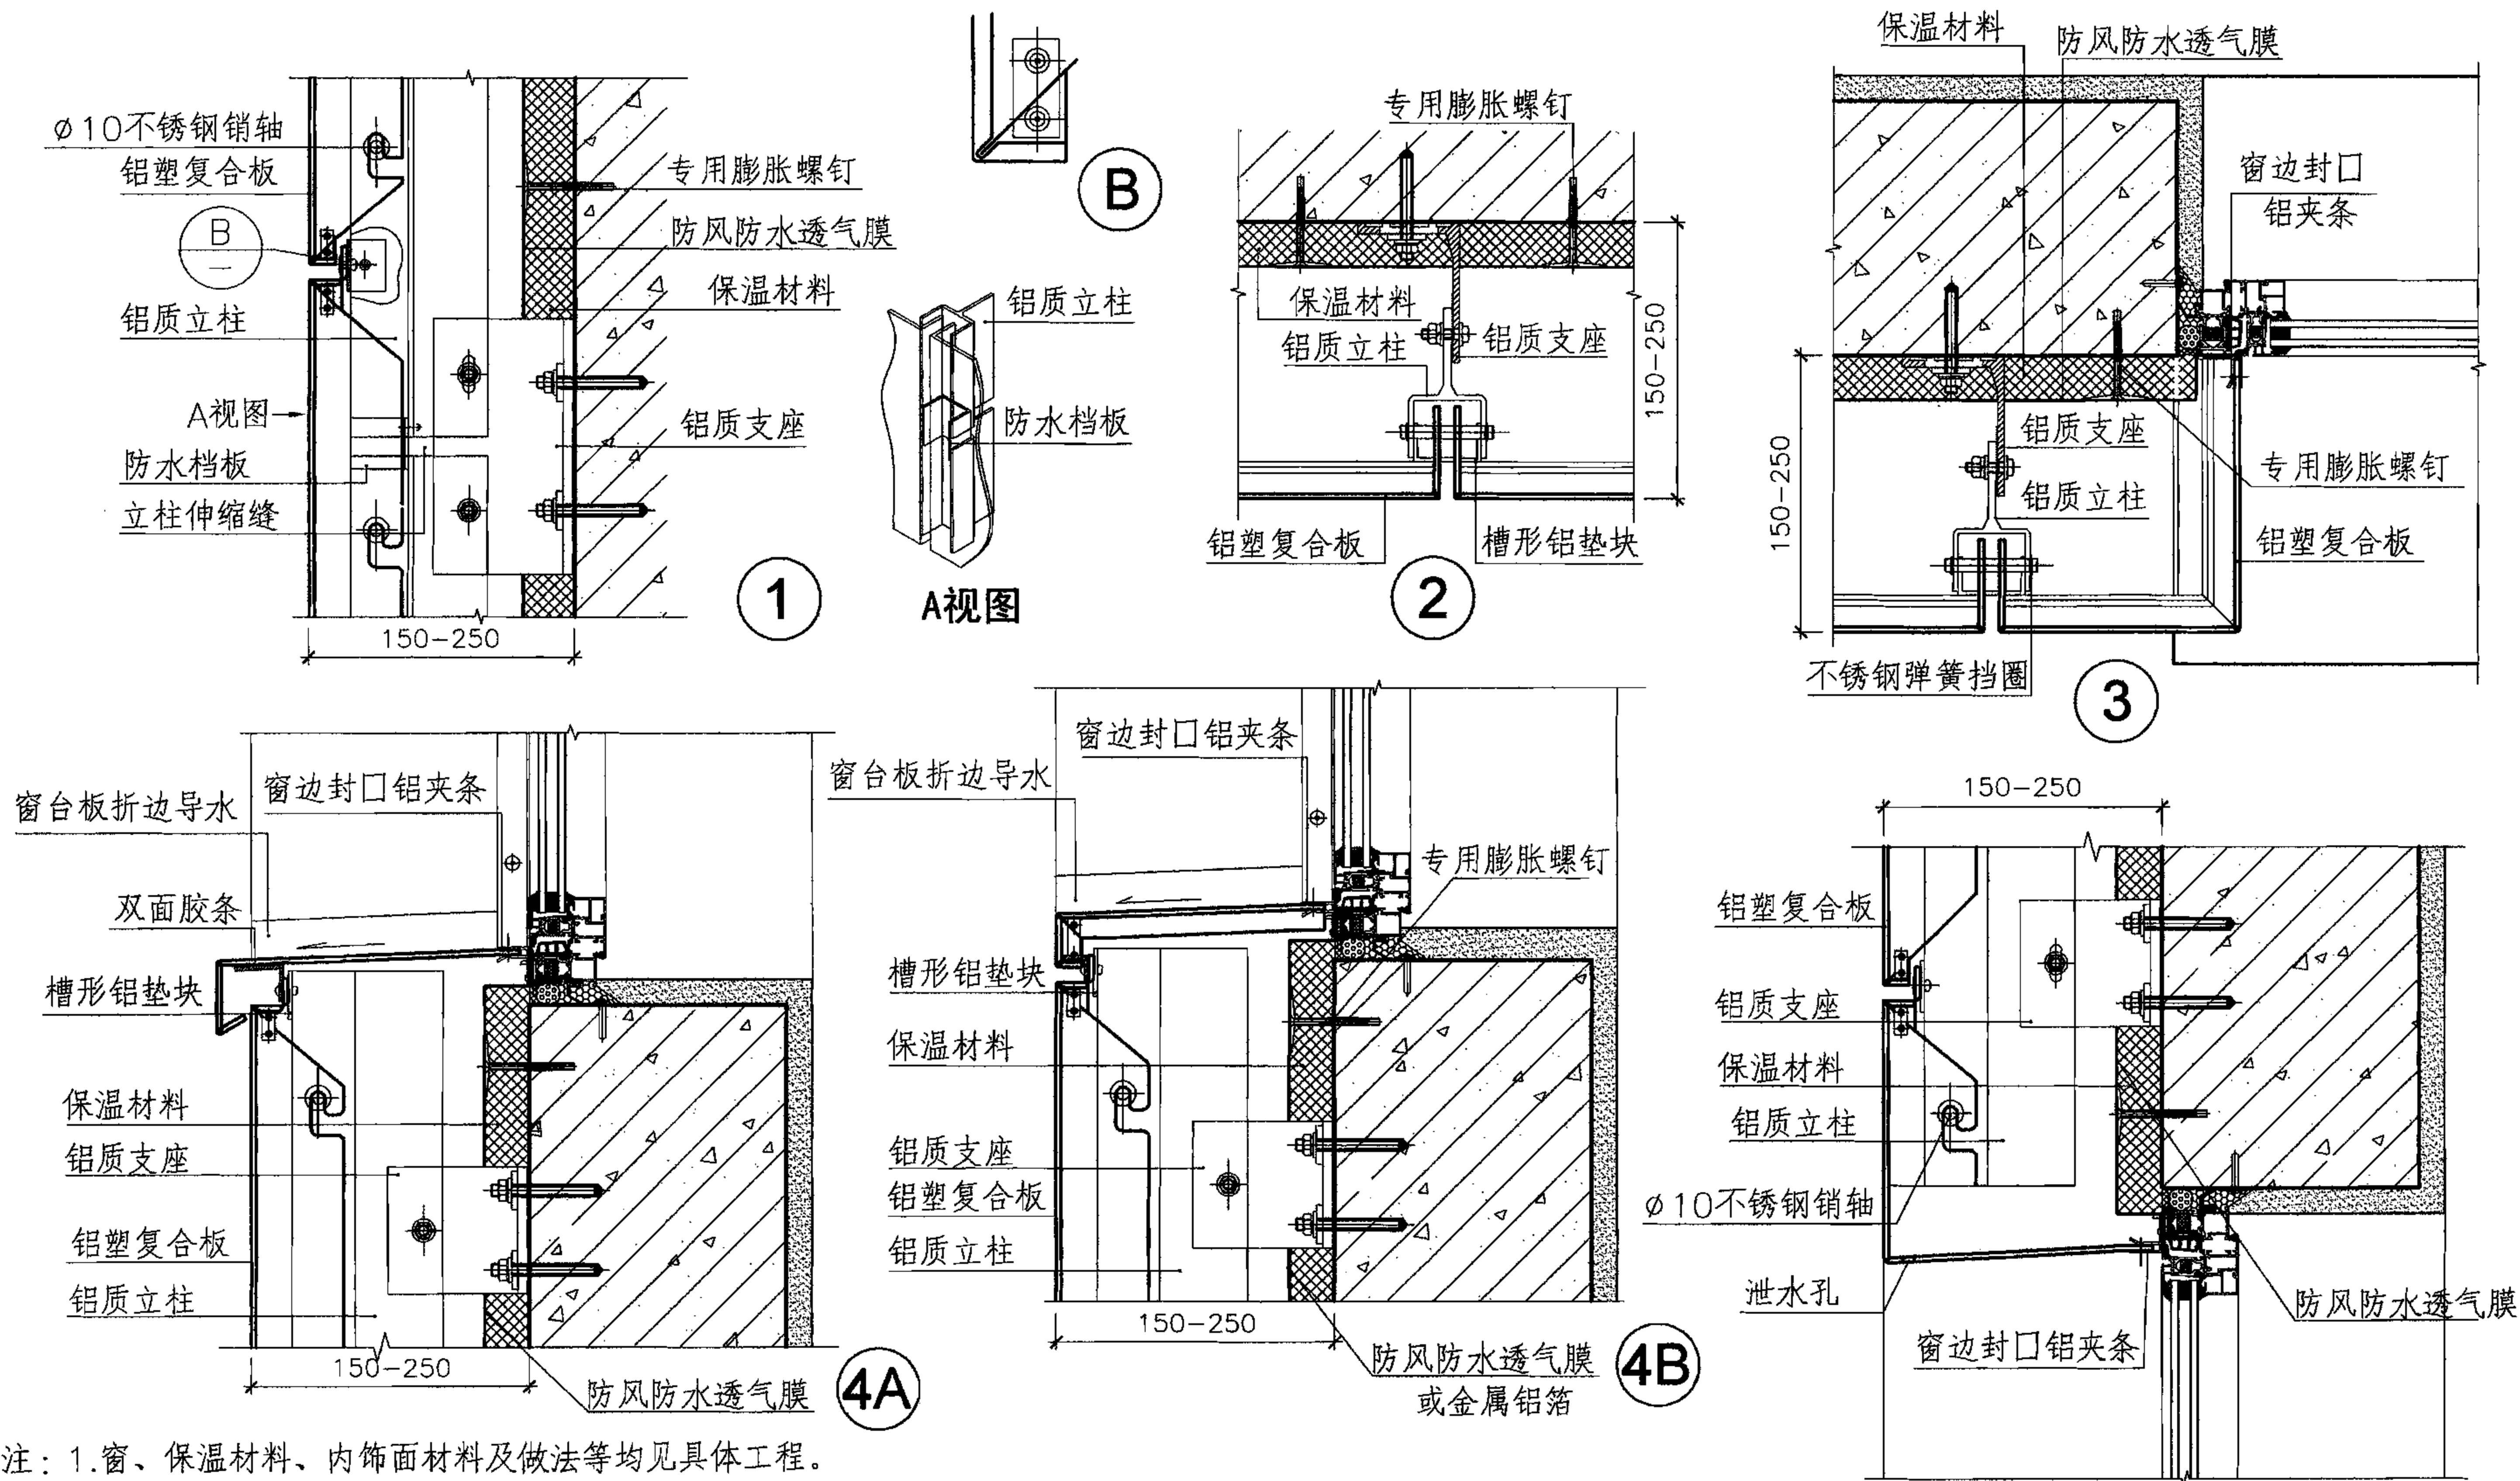 ø10不锈钢销轴
铝塑复合板
B
—
铝质立柱
A视图
防水档板
立柱伸缩缝
150-250
专用膨胀螺钉
防风防水透气膜
保温材料
铝质支座
1
B
铝质立柱
防水档板
A视图
专用膨胀螺钉
保温材料
铝质立柱
铝质支座
150-250
铝塑复合板
槽形铝垫块
2
保温材料
防风防水透气膜
窗边封口
铝夹条
150-250
铝质支座
专用膨胀螺钉
铝质立柱
铝塑复合板
不锈钢弹簧挡圈
3
窗边封口铝夹条
窗台板折边导水
双面胶条
槽形铝垫块
保温材料
铝质支座
铝塑复合板
铝质立柱
150-250
防风防水透气膜
4A
窗边封口铝夹条
窗台板折边导水
专用膨胀螺钉
槽形铝垫块
保温材料
铝质支座
铝塑复合板
铝质立柱
150-250
防风防水透气膜
或金属铝箔
4B
150-250
铝塑复合板
铝质支座
保温材料
铝质立柱
ø10不锈钢销轴
泄水孔
防风防水透气膜
窗边封口铝夹条
注：1.窗、保温材料、内饰面材料及做法等均见具体工程。